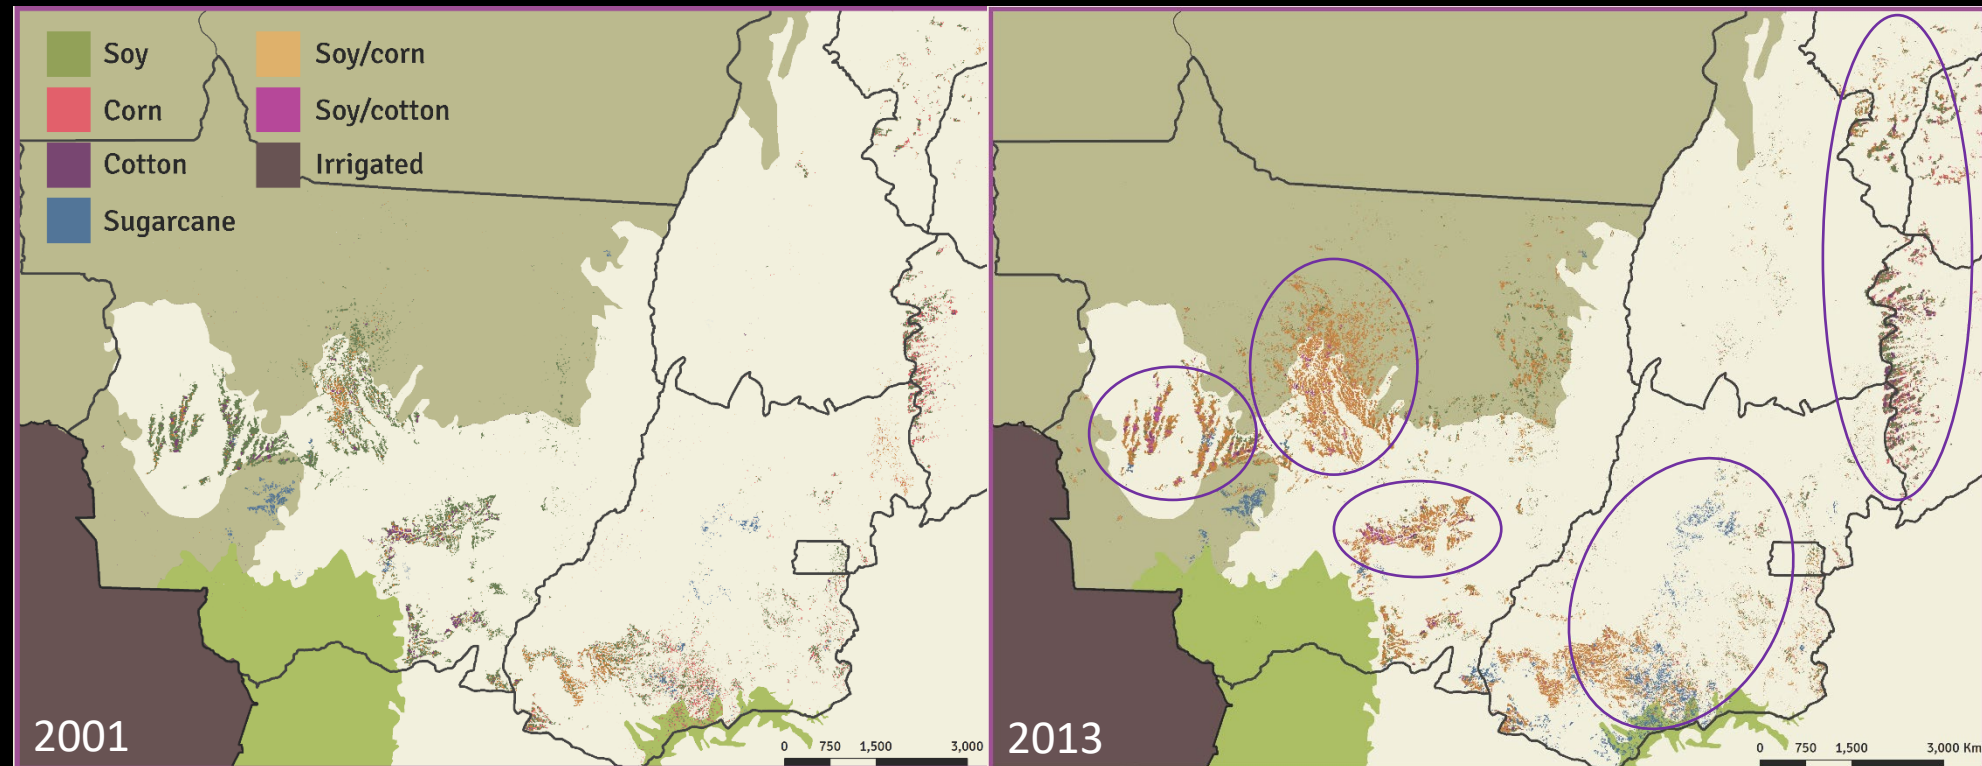 Soy
Soy/corn
Corn
Soy/cotton
Cotton
Irrigated
Sugarcane
2001
0 750 1,500 3,000
2013
0 750 1,500 3,000 Km